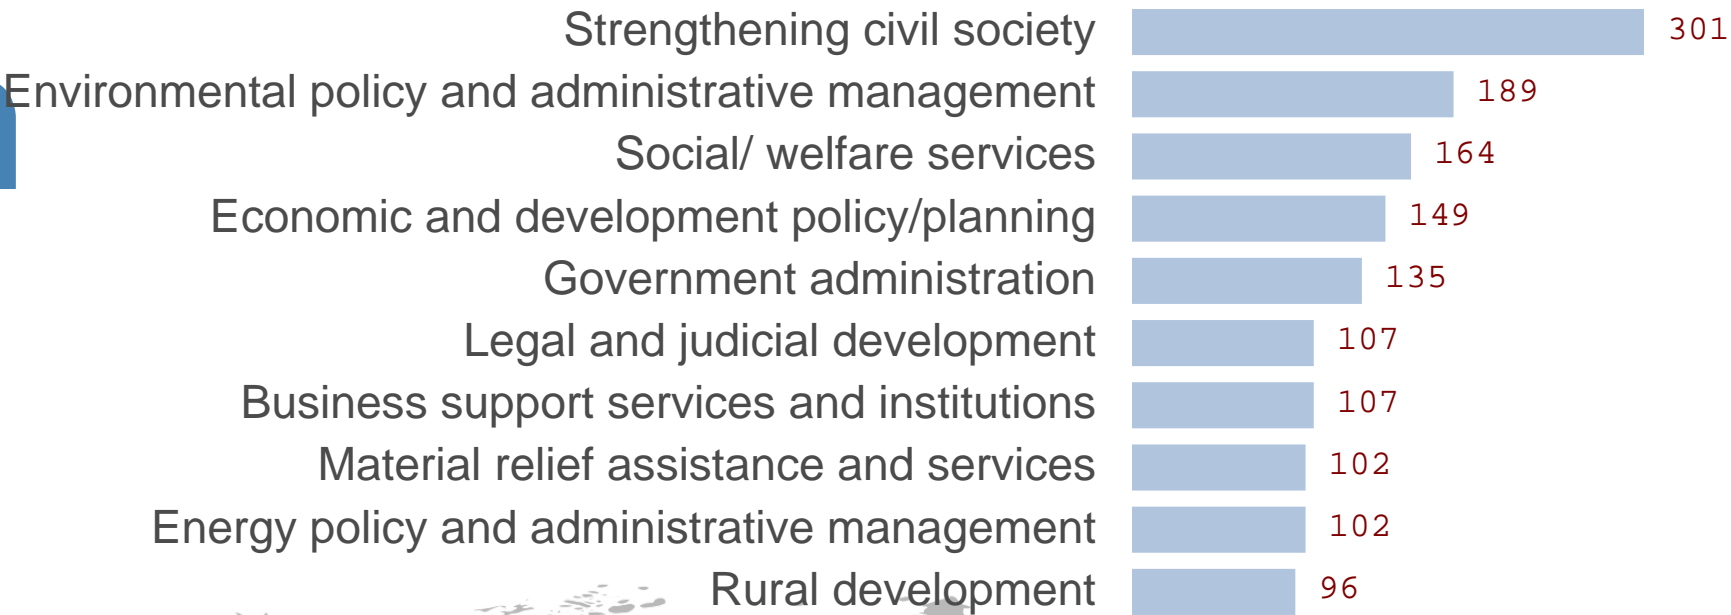 Strengthening civil society 301
Environmental policy and administrative management 189
Social/ welfare services 164
Economic and development policy/planning 149
Government administration 135
Legal and judicial development 107
Business support services and institutions 107
Material relief assistance and services 102
Energy policy and administrative management 102
Rural development 96